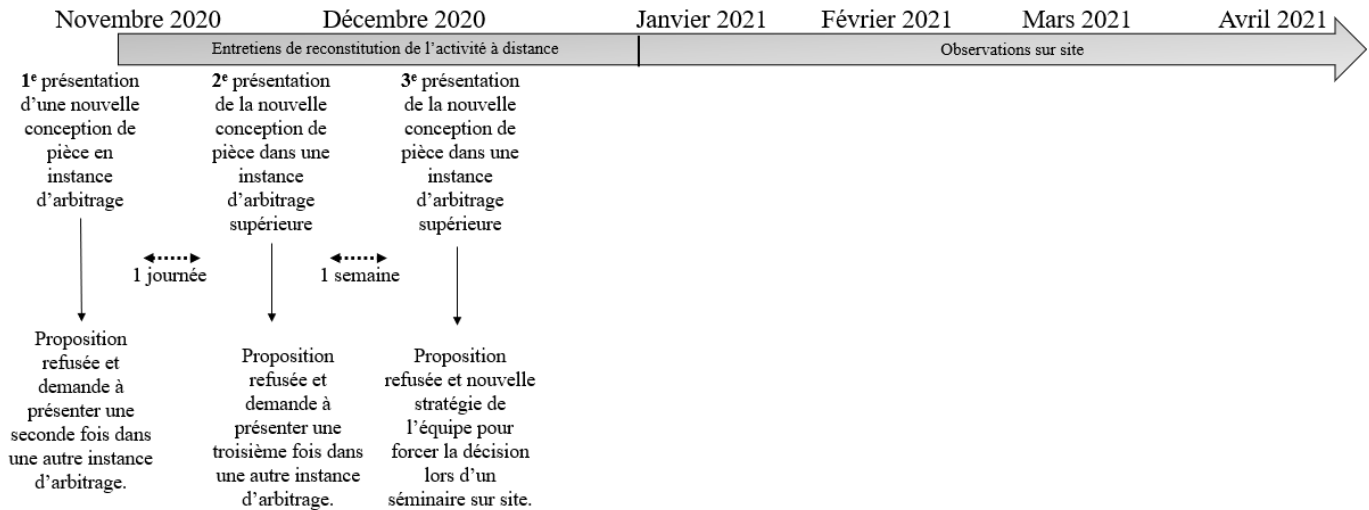 Novembre 2020 Décembre 2020 Janvier 2021 Février 2021 Mars 2021 Avril 2021
Entretiens de reconstitution de l'activité à distance Observations sur site
1e présentation
d'une nouvelle
conception de
pièce en
instance
d'arbitrage
2e présentation
de la nouvelle
conception de
pièce dans une
instance
d'arbitrage
supérieure
3e présentation
de la nouvelle
conception de
pièce dans une
instance
d'arbitrage
supérieure
1 journée
1 semaine
Proposition
refusée et
demande à
présenter une
seconde fois dans
une autre instance
d'arbitrage.
Proposition
refusée et
demande à
présenter une
troisième fois dans
une autre instance
d'arbitrage.
Proposition
refusée et nouvelle
stratégie de
l'équipe pour
forcer la décision
lors d'un
séminaire sur site.